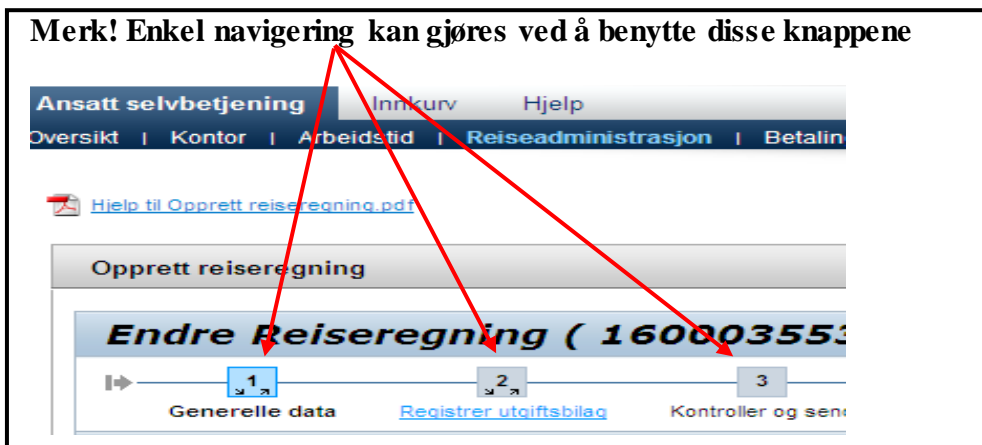 Merk! Enkel navigering kan gjøres ved å benytte disse knappene
Ansatt selvbetjening Innkurv Hjelp
Oversikt | Kontor | Arbeidstid | Reiseadministrasjon | Betalin
Hjelp til Opprett reiseregning.pdf
Opprett reiseregning
Endre Reiseregning ( 160003553
1 2 3
Generelle data Registrer utgiftsbilag Kontroller og send